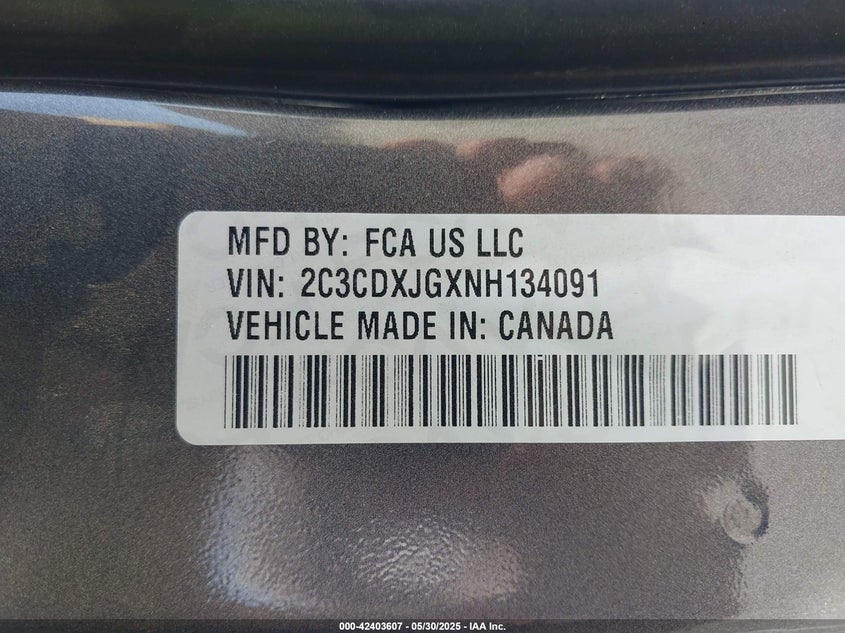 MFD BY: FCA US LLC
VIN: 2C3CDXJGXNH134091
VEHICLE MADE IN: CANADA
000-42403607 - 05/30/2025 - IAA Inc.